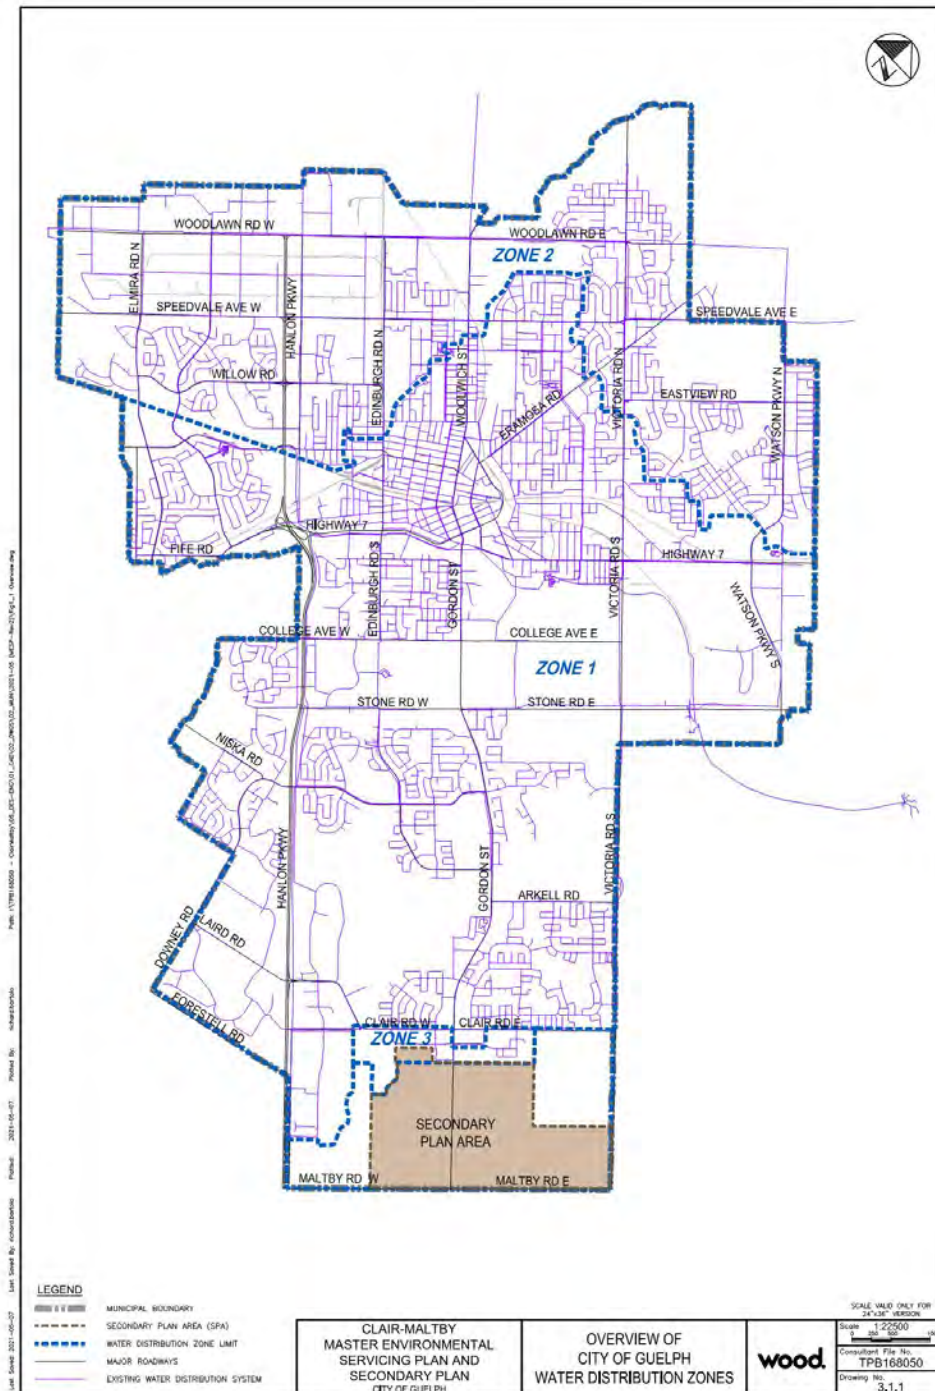 WOODLAWN RD W
WOODLAWN RD E
ZONE 2
ELMIRA RD N
HANLON PKWY
SPEEDVALE AVE W
SPEEDVALE AVE E
EDINBURGH RD N
WOOLWICH ST
WILLOW RD
VICTORIA RD N
EASTVIEW RD
ERAMOSA RD
WATSON PKWY N
HIGHWAY 7
FIFE RD
HIGHWAY 7
EDINBURGH RD S
GORDON ST
VICTORIA RD S
WATSON PKWY S
COLLEGE AVE W
COLLEGE AVE E
ZONE 1
STONE RD W
STONE RD E
NISKA RD
HANLON PKWY
GORDON ST
VICTORIA RD S
ARKELL RD
DOWNEY RD
LAIRD RD
FORESTELL RD
CLAIR RD W
CLAIR RD E
ZONE 3
SECONDARY
PLAN AREA
MALTBY RD W
MALTBY RD E
LEGEND
MUNICIPAL BOUNDARY
SECONDARY PLAN AREA (SPA)
WATER DISTRIBUTION ZONE LIMIT
MAJOR ROADWAYS
EXISTING WATER DISTRIBUTION SYSTEM
CLAIR-MALTBY
MASTER ENVIRONMENTAL
SERVICING PLAN AND
SECONDARY PLAN
CITY OF GUELPH
OVERVIEW OF
CITY OF GUELPH
WATER DISTRIBUTION ZONES
wood.
SCALE VALID ONLY FOR
24"x36" VERSION
Scale 1:22500
Consultant File No.
TPB168050
Drawing No.
3.1.1